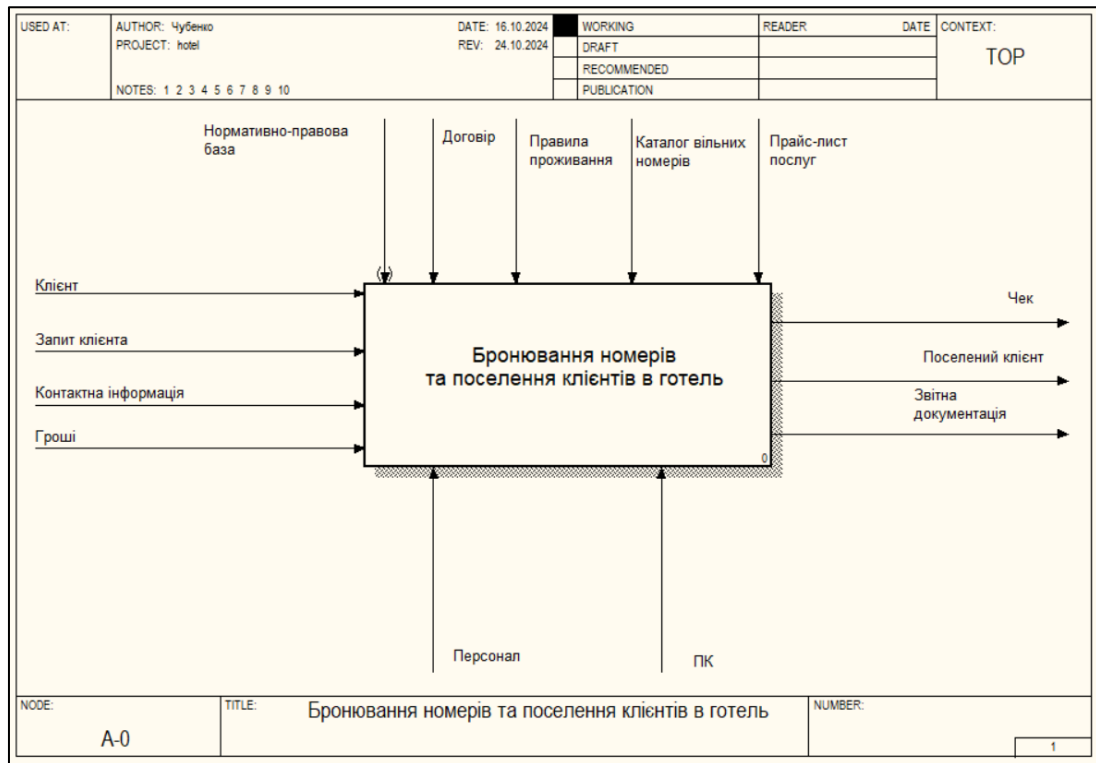 USED AT:
AUTHOR: Чубенко
DATE: 16.10.2024
WORKING
READER
DATE
CONTEXT:
PROJECT: hotel
REV: 24.10.2024
DRAFT
TOP
RECOMMENDED
NOTES: 1 2 3 4 5 6 7 8 9 10
PUBLICATION
Нормативно-правова
база
Договір
Правила
проживання
Каталог вільних
номерів
Прайс-лист
послуг
Клієнт
Запит клієнта
Контактна інформація
Гроші
Бронювання номерів
та поселення клієнтів в готель
0
Чек
Поселений клієнт
Звітна
документація
Персонал
ПК
NODE:
A-0
TITLE:
Бронювання номерів та поселення клієнтів в готель
NUMBER:
1